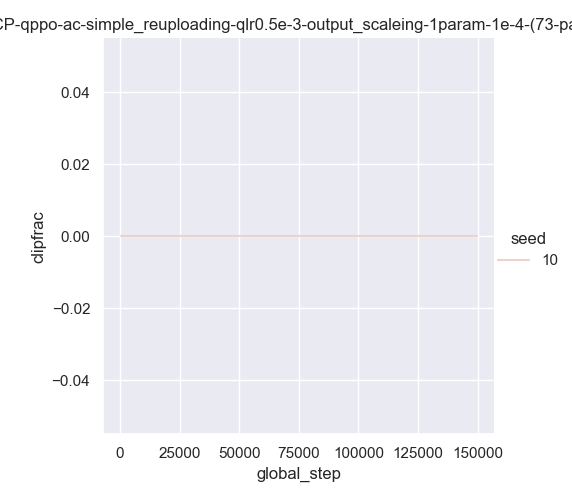 CP-qppo-ac-simple_reuploading-qlr0.5e-3-output_scaleing-1param-1e-4-(73-pa
0.04
0.02
0.00
−0.02
−0.04
clipfrac
0 25000 50000 75000 100000 125000 150000
global_step
seed
10